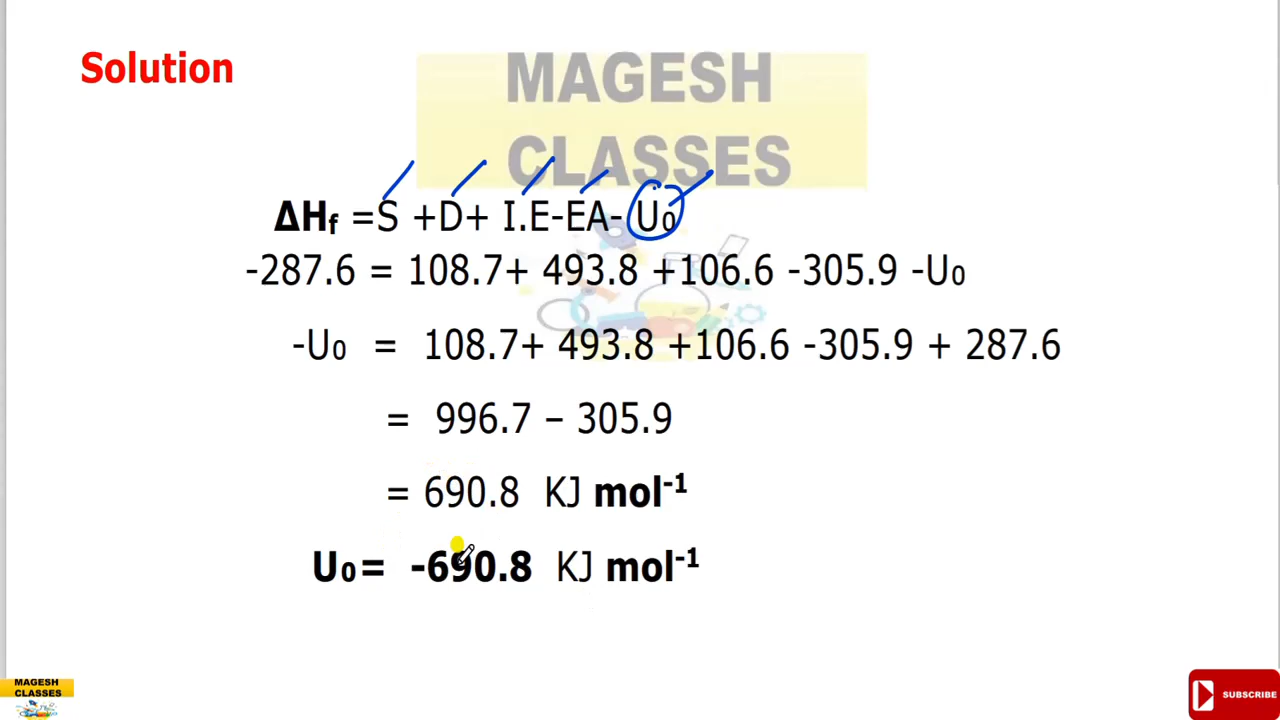 Solution
MAGESH
CLASSES
ΔHf =S +D+ I.E-EA- U₀
-287.6 = 108.7+ 493.8 +106.6 -305.9 -U₀
-U₀ = 108.7+ 493.8 +106.6 -305.9 + 287.6
= 996.7 – 305.9
= 690.8 KJ mol⁻¹
U₀ = -690.8 KJ mol⁻¹
MAGESH
CLASSES
SUBSCRIBE